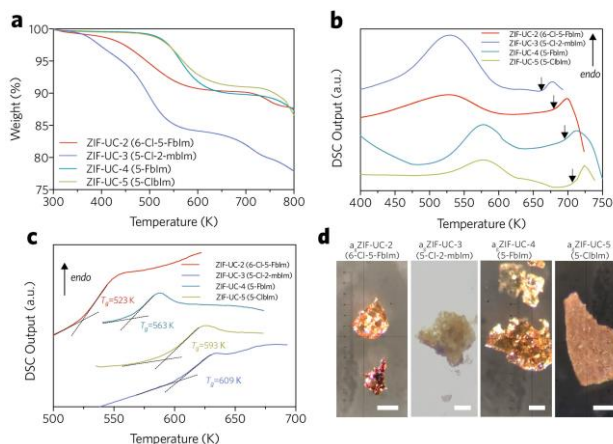 a
100
95
90
85
80
75
300 400 500 600 700 800
Weight (%)
Temperature (K)
ZIF-UC-2 (6-Cl-5-FbIm)
ZIF-UC-3 (5-Cl-2-mbIm)
ZIF-UC-4 (5-FbIm)
ZIF-UC-5 (5-ClbIm)
b
ZIF-UC-2 (6-Cl-5-FbIm)
ZIF-UC-3 (5-Cl-2-mbIm)
ZIF-UC-4 (5-FbIm)
ZIF-UC-5 (5-ClbIm)
endo
DSC Output (a.u.)
400 450 500 550 600 650 700 750
Temperature (K)
c
endo
ZIF-UC-2 (6-Cl-5-FbIm)
ZIF-UC-3 (5-Cl-2-mbIm)
ZIF-UC-4 (5-FbIm)
ZIF-UC-5 (5-ClbIm)
Tg=523 K
Tg=563 K
Tg=593 K
Tg=609 K
DSC Output (a.u.)
500 550 600 650 700
Temperature (K)
d
agZIF-UC-2 agZIF-UC-3 agZIF-UC-4 agZIF-UC-5
(6-Cl-5-FbIm) (5-Cl-2-mbIm) (5-FbIm) (5-ClbIm)